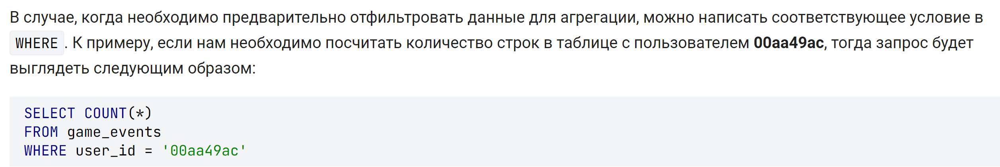 В случае, когда необходимо предварительно отфильтровать данные для агрегации, можно написать соответствующее условие в
WHERE . К примеру, если нам необходимо посчитать количество строк в таблице с пользователем 00aa49ac, тогда запрос будет
выглядеть следующим образом:
SELECT COUNT(*)
FROM game_events
WHERE user_id = '00aa49ac'